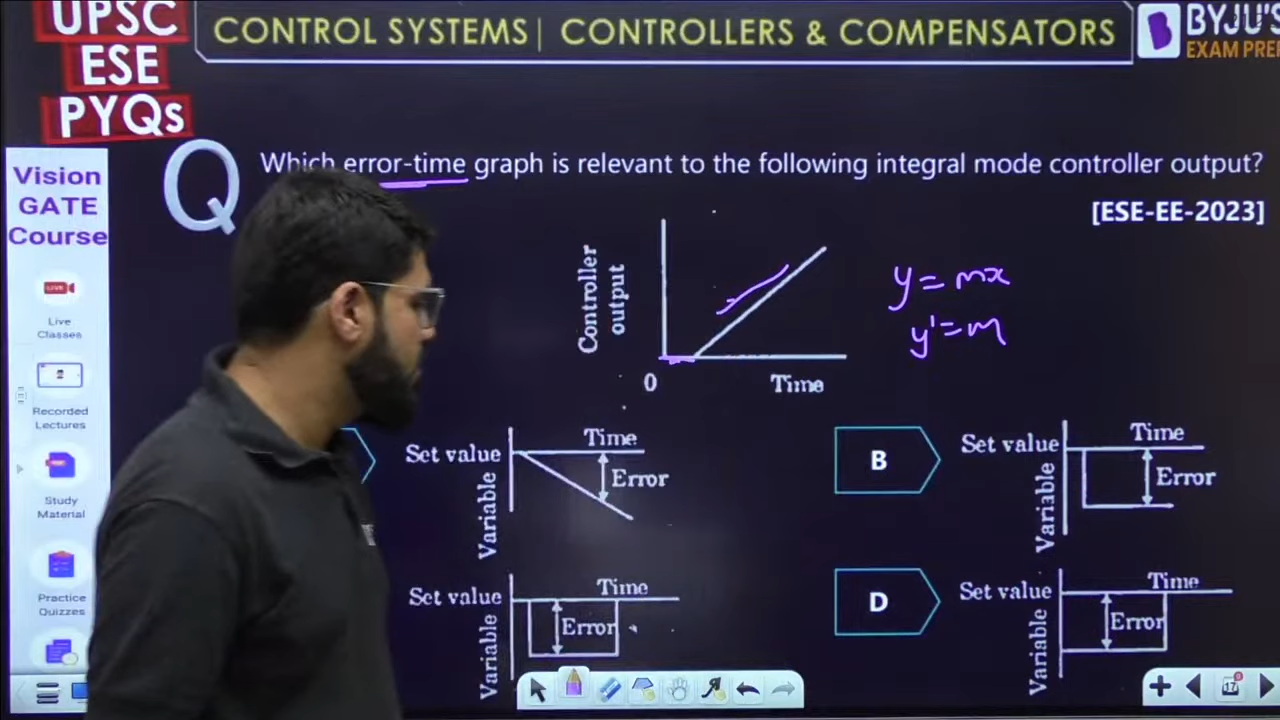 UPSC
ESE
PYQs
CONTROL SYSTEMS| CONTROLLERS & COMPENSATORS
BYJU'S
EXAM PREP
Vision
GATE
Course
LIVE
Live
Classes
Recorded
Lectures
Study
Material
Practice
Quizzes
Q Which error-time graph is relevant to the following integral mode controller output?
[ESE-EE-2023]
Controller
output
0
Time
y = mx
y' = m
Set value
Time
Error
Variable
B
Set value
Time
Error
Variable
Set value
Time
Error
Variable
D
Set value
Time
Error
Variable
17